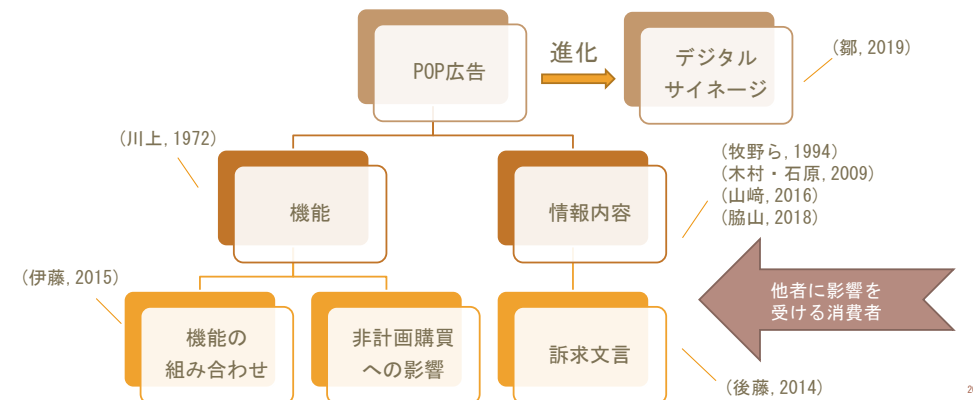 POP広告
進化
デジタル
サイネージ
(鄒, 2019)
(川上, 1972)
機能
情報内容
(牧野ら, 1994)
(木村・石原, 2009)
(山﨑, 2016)
(脇山, 2018)
(伊藤, 2015)
機能の
組み合わせ
非計画購買
への影響
訴求文言
他者に影響を
受ける消費者
(後藤, 2014)